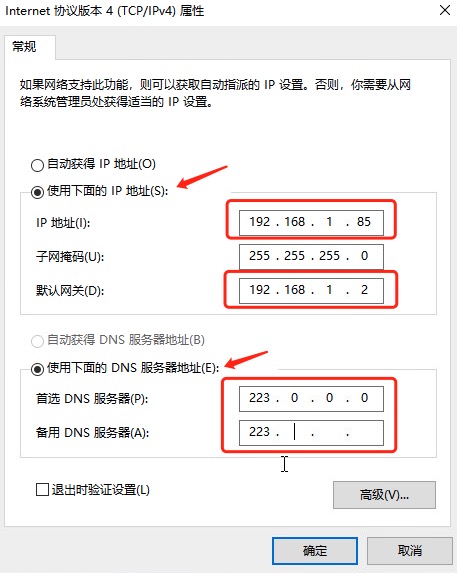 Internet 协议版本 4 (TCP/IPv4) 属性
常规
如果网络支持此功能，则可以获取自动指派的 IP 设置。否则，你需要从网
络系统管理员处获得适当的 IP 设置。
自动获得 IP 地址(O)
使用下面的 IP 地址(S):
IP 地址(I): 192 . 168 . 1 . 85
子网掩码(U): 255 . 255 . 255 . 0
默认网关(D): 192 . 168 . 1 . 2
自动获得 DNS 服务器地址(B)
使用下面的 DNS 服务器地址(E):
首选 DNS 服务器(P): 223 . 0 . 0 . 0
备用 DNS 服务器(A): 223 . . .
退出时验证设置(L)
高级(V)...
确定 取消